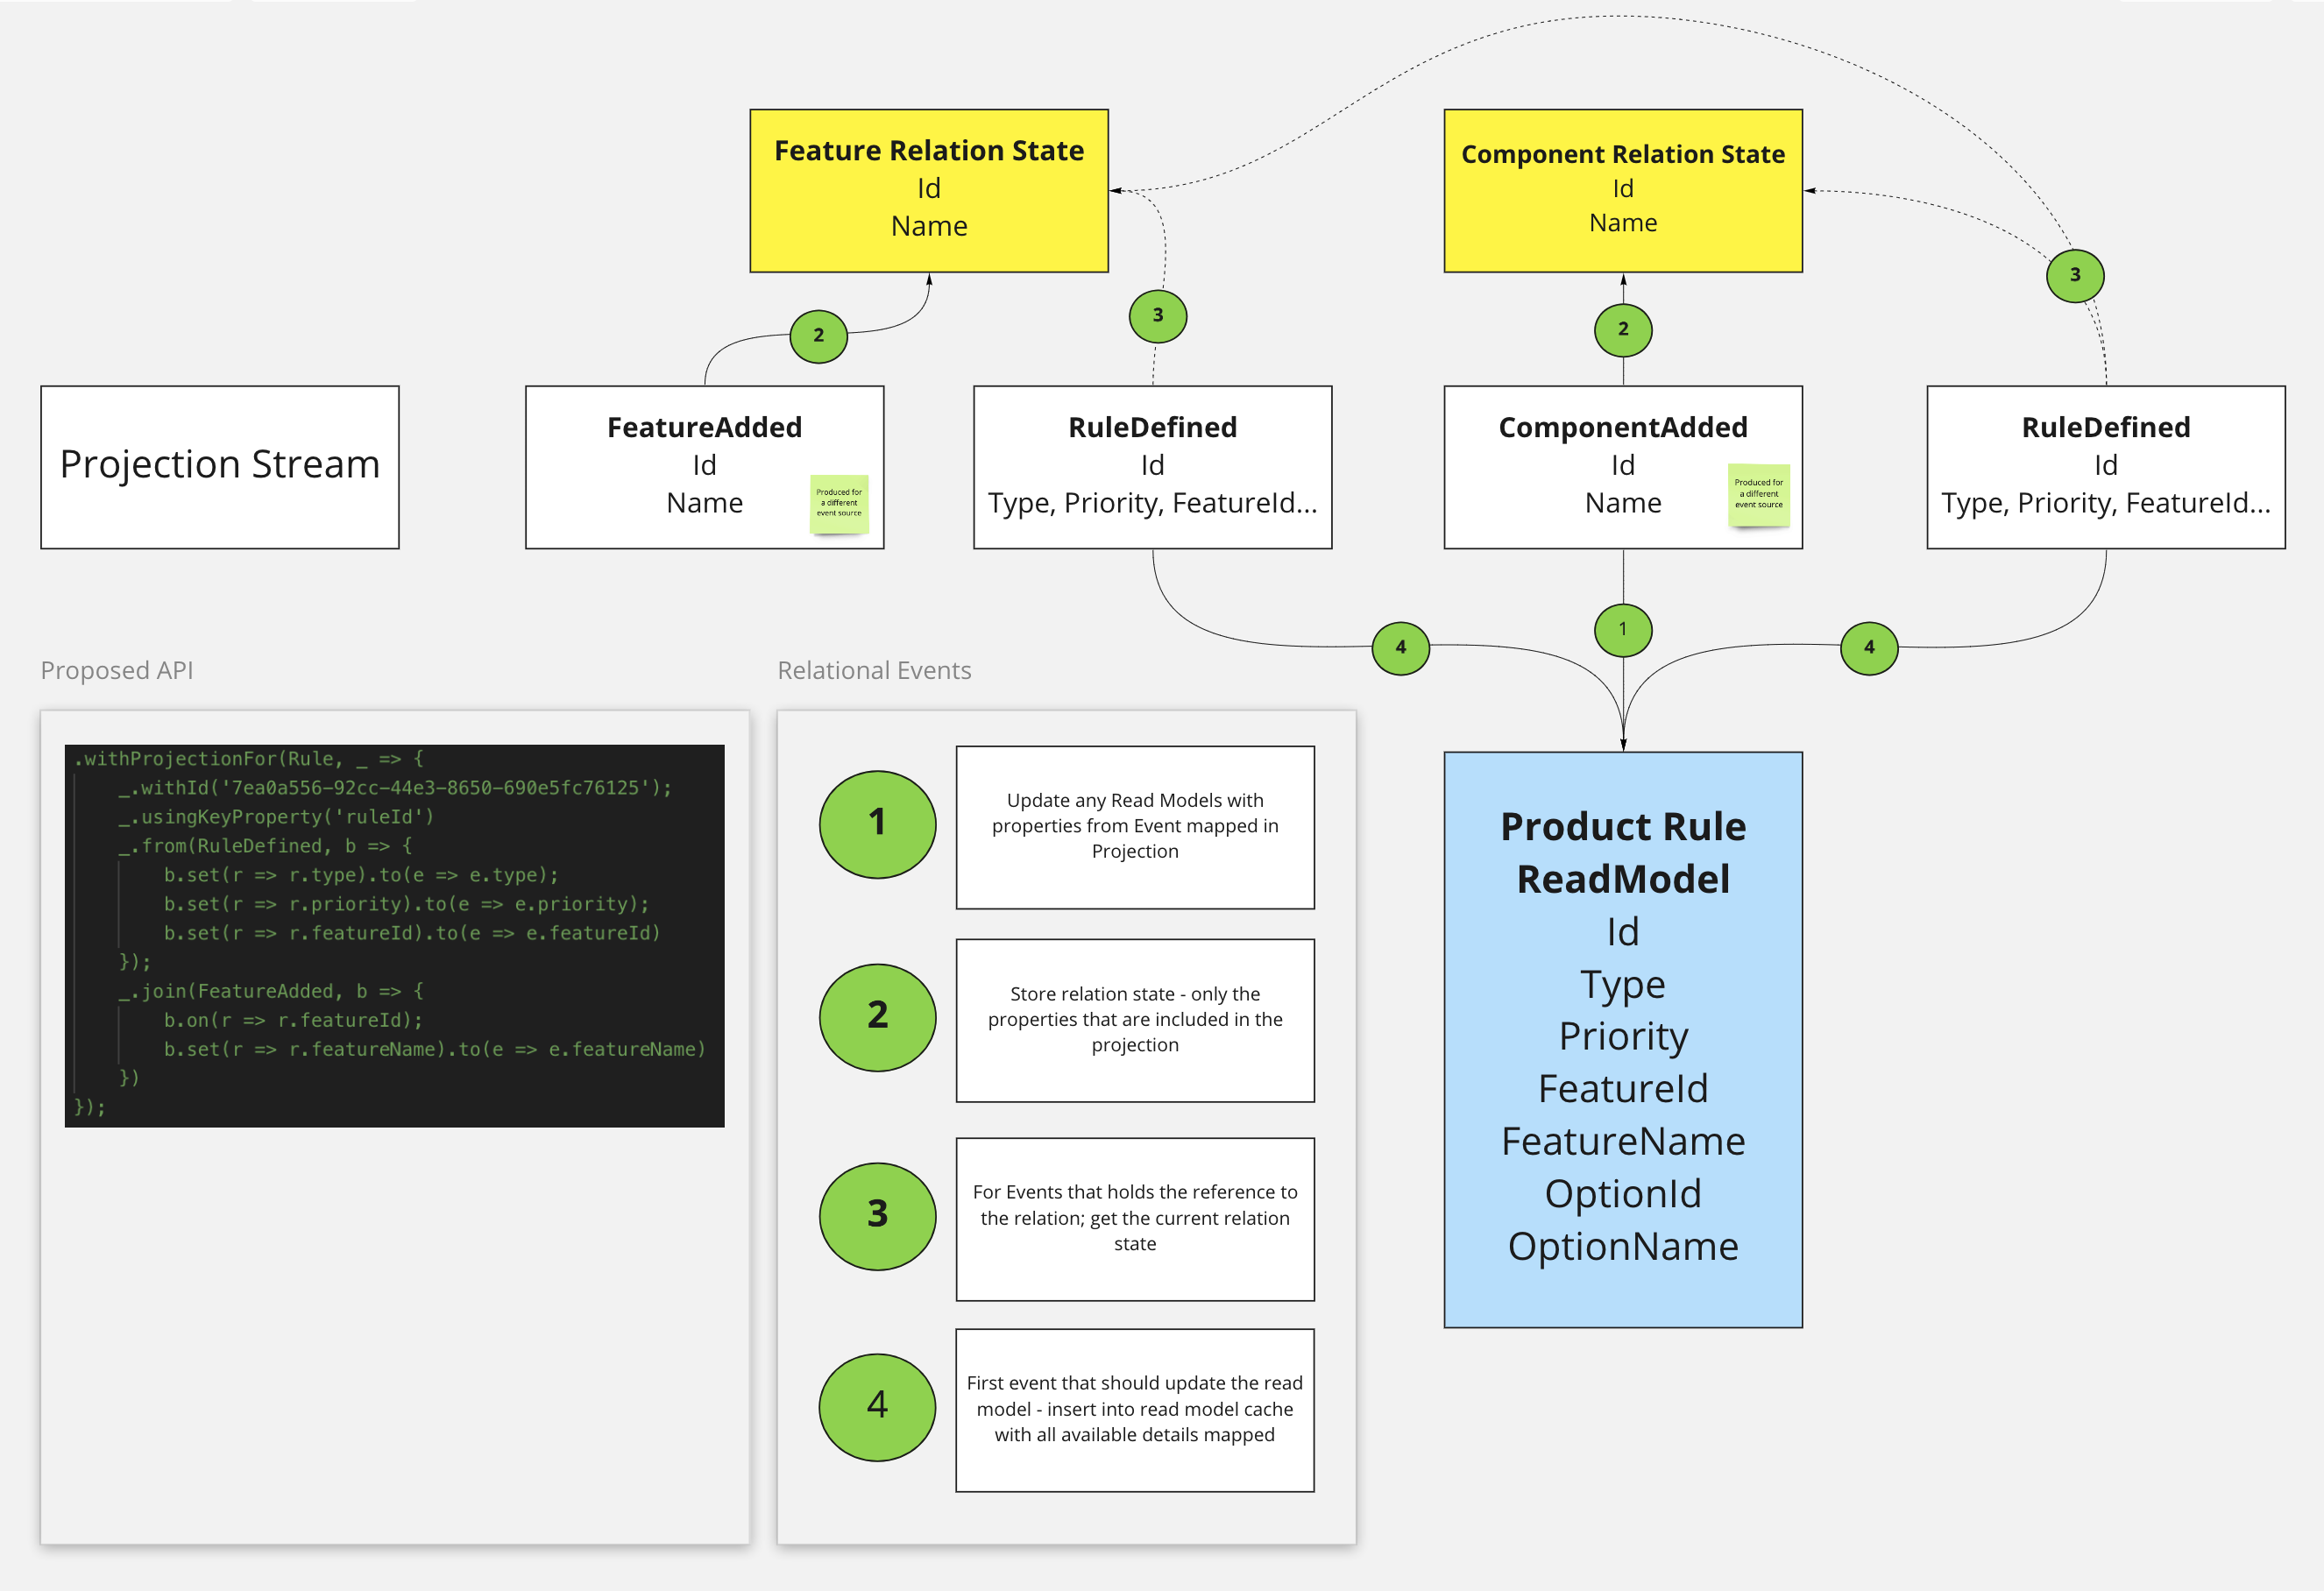 Feature Relation State
Id
Name
Component Relation State
Id
Name
3
2
3
2
Projection Stream
FeatureAdded
Id
Name
Produced for
a different
event source
RuleDefined
Id
Type, Priority, FeatureId...
ComponentAdded
Id
Name
Produced for
a different
event source
RuleDefined
Id
Type, Priority, FeatureId...
4
1
4
Proposed API
.withProjectionFor(Rule, _ => {
    _.withId('7ea0a556-92cc-44e3-8650-690e5fc76125');
    _.usingKeyProperty('ruleId')
    _.from(RuleDefined, b => {
        b.set(r => r.type).to(e => e.type);
        b.set(r => r.priority).to(e => e.priority);
        b.set(r => r.featureId).to(e => e.featureId)
    });
    _.join(FeatureAdded, b => {
        b.on(r => r.featureId);
        b.set(r => r.featureName).to(e => e.featureName)
    })
});
Relational Events
1
Update any Read Models with
properties from Event mapped in
Projection
2
Store relation state - only the
properties that are included in the
projection
3
For Events that holds the reference to
the relation; get the current relation
state
4
First event that should update the read
model - insert into read model cache
with all available details mapped
Product Rule
ReadModel
Id
Type
Priority
FeatureId
FeatureName
OptionId
OptionName